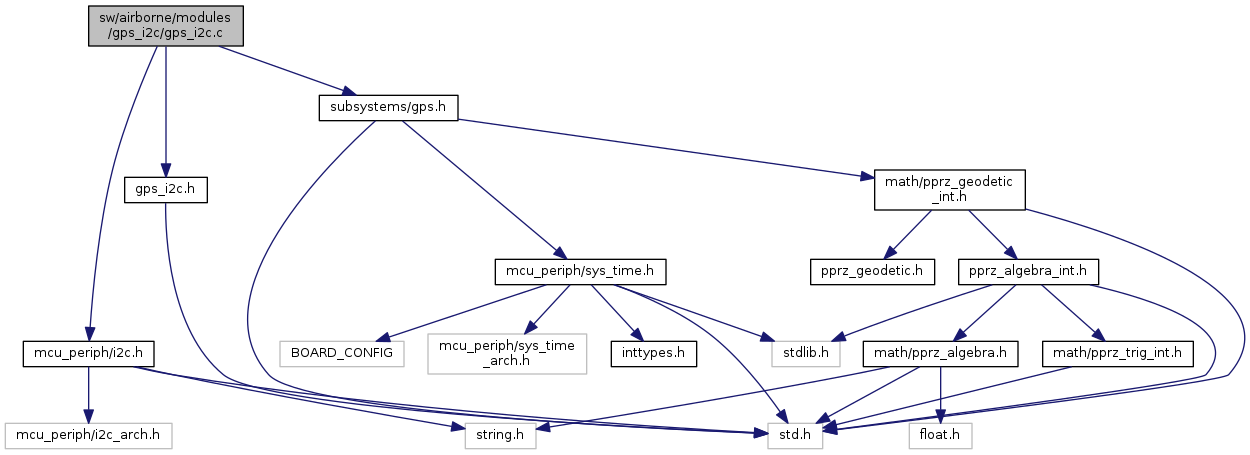 sw/airborne/modules
/gps_i2c/gps_i2c.c
subsystems/gps.h
gps_i2c.h
math/pprz_geodetic
_int.h
mcu_periph/sys_time.h
pprz_geodetic.h
pprz_algebra_int.h
mcu_periph/i2c.h
BOARD_CONFIG
mcu_periph/sys_time
_arch.h
inttypes.h
stdlib.h
math/pprz_algebra.h
math/pprz_trig_int.h
mcu_periph/i2c_arch.h
string.h
std.h
float.h